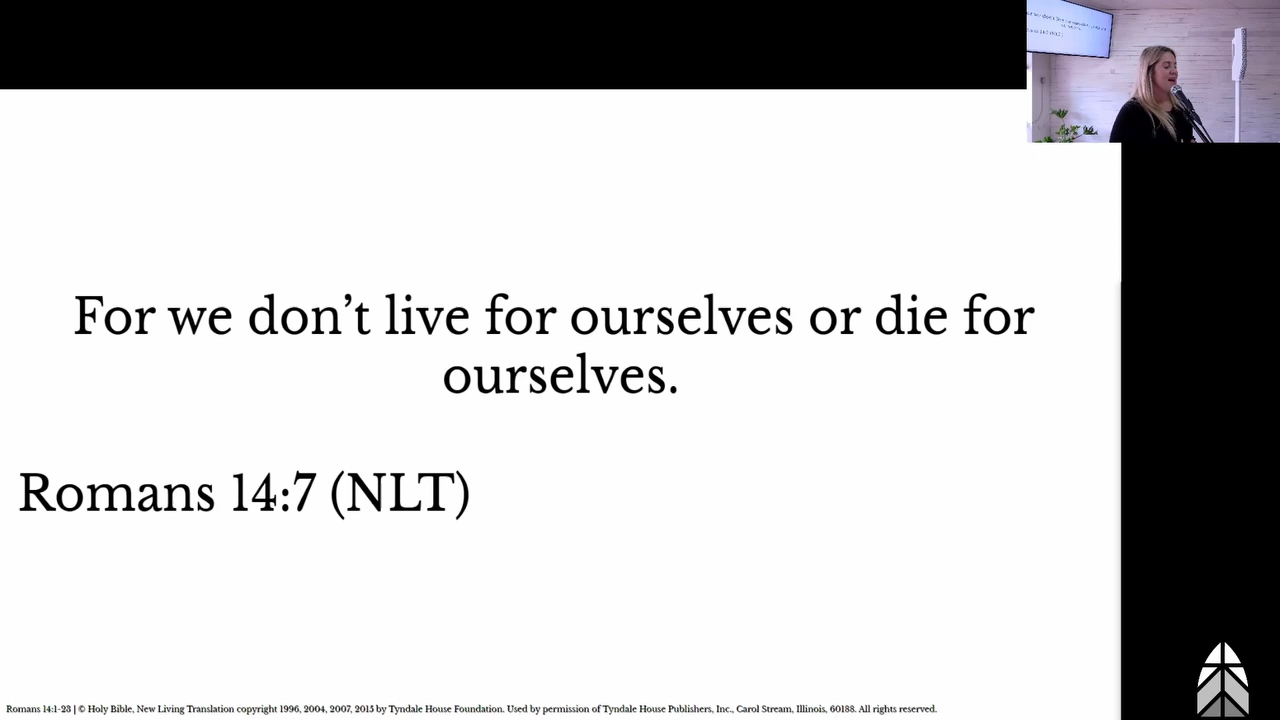 For we don’t live for ourselves or die for
ourselves.
Romans 14:7 (NLT)
Romans 14:1-23 | © Holy Bible, New Living Translation copyright 1996, 2004, 2007, 2015 by Tyndale House Foundation. Used by permission of Tyndale House Publishers, Inc., Carol Stream, Illinois, 60188. All rights reserved.